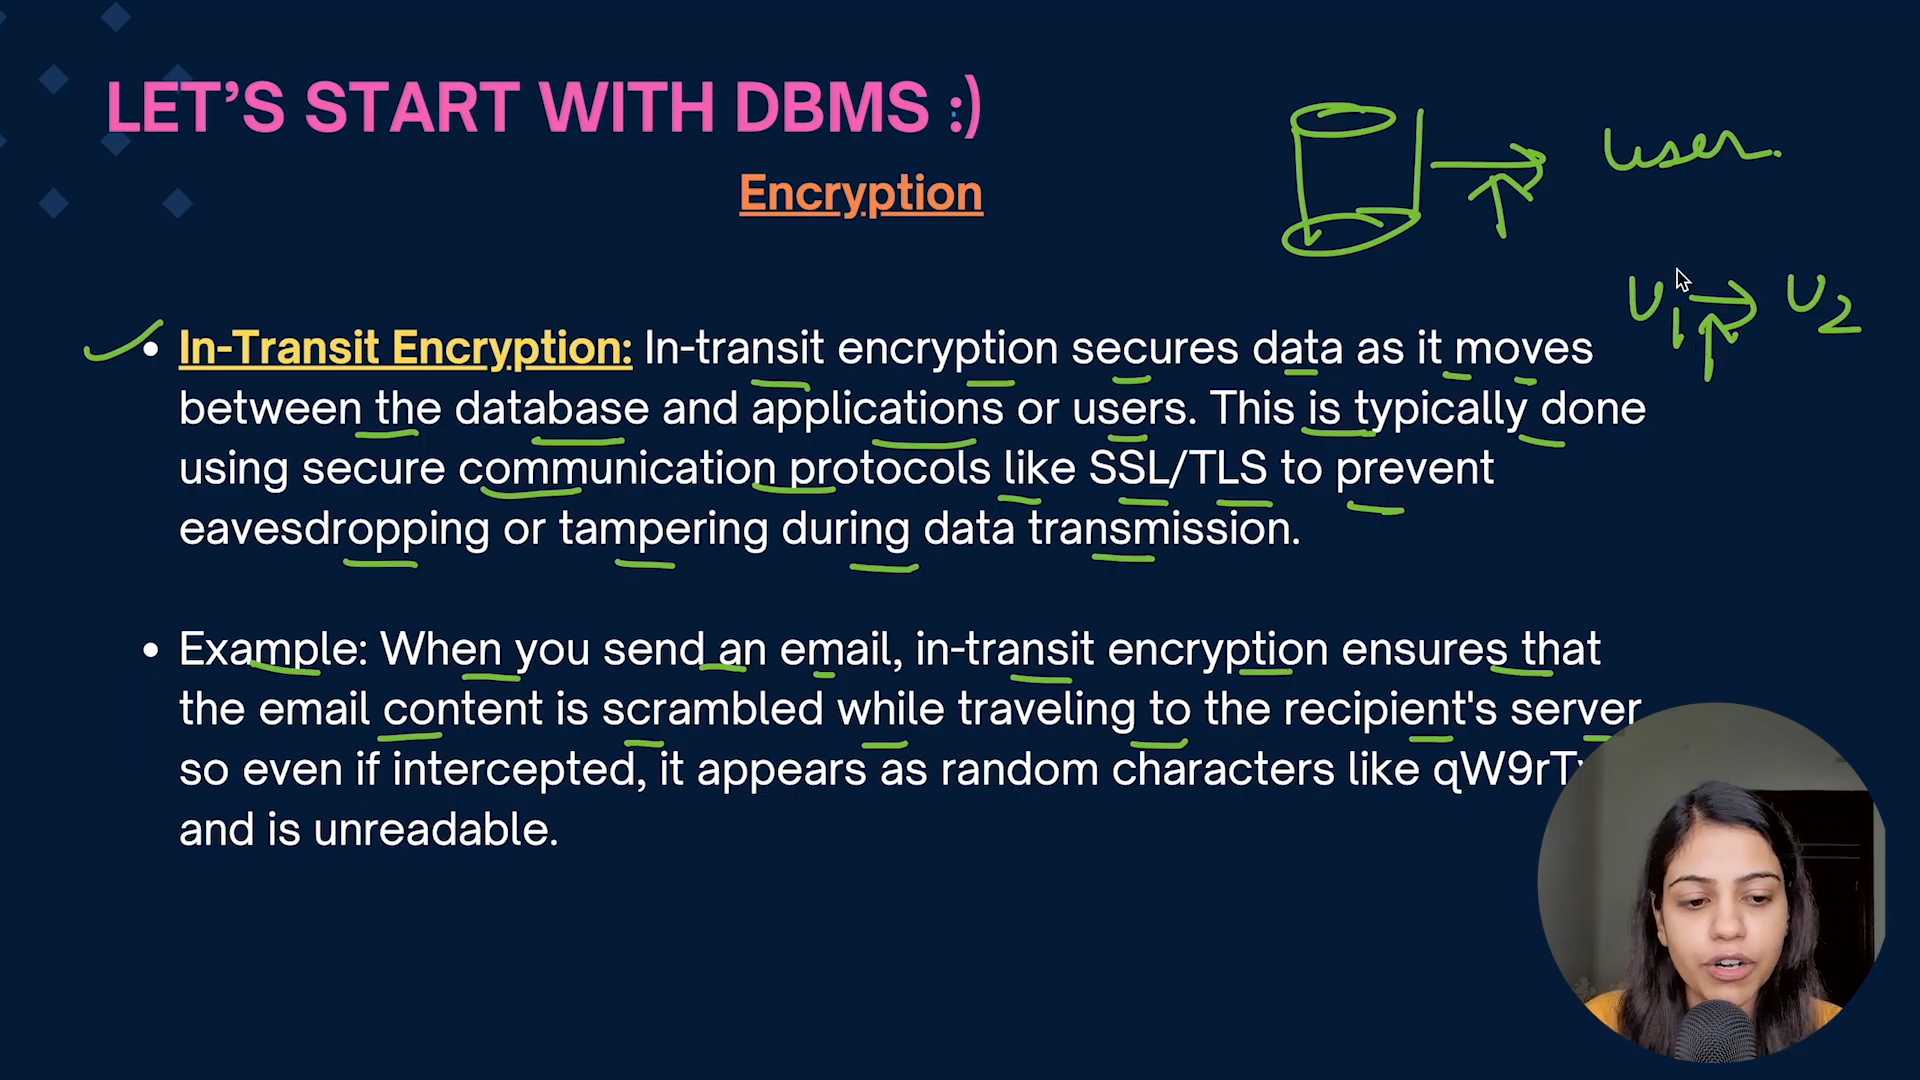 LET'S START WITH DBMS :)
Encryption
user.
U1 → U2
• In-Transit Encryption: In-transit encryption secures data as it moves
between the database and applications or users. This is typically done
using secure communication protocols like SSL/TLS to prevent
eavesdropping or tampering during data transmission.
• Example: When you send an email, in-transit encryption ensures that
the email content is scrambled while traveling to the recipient's server
so even if intercepted, it appears as random characters like
and is unreadable.